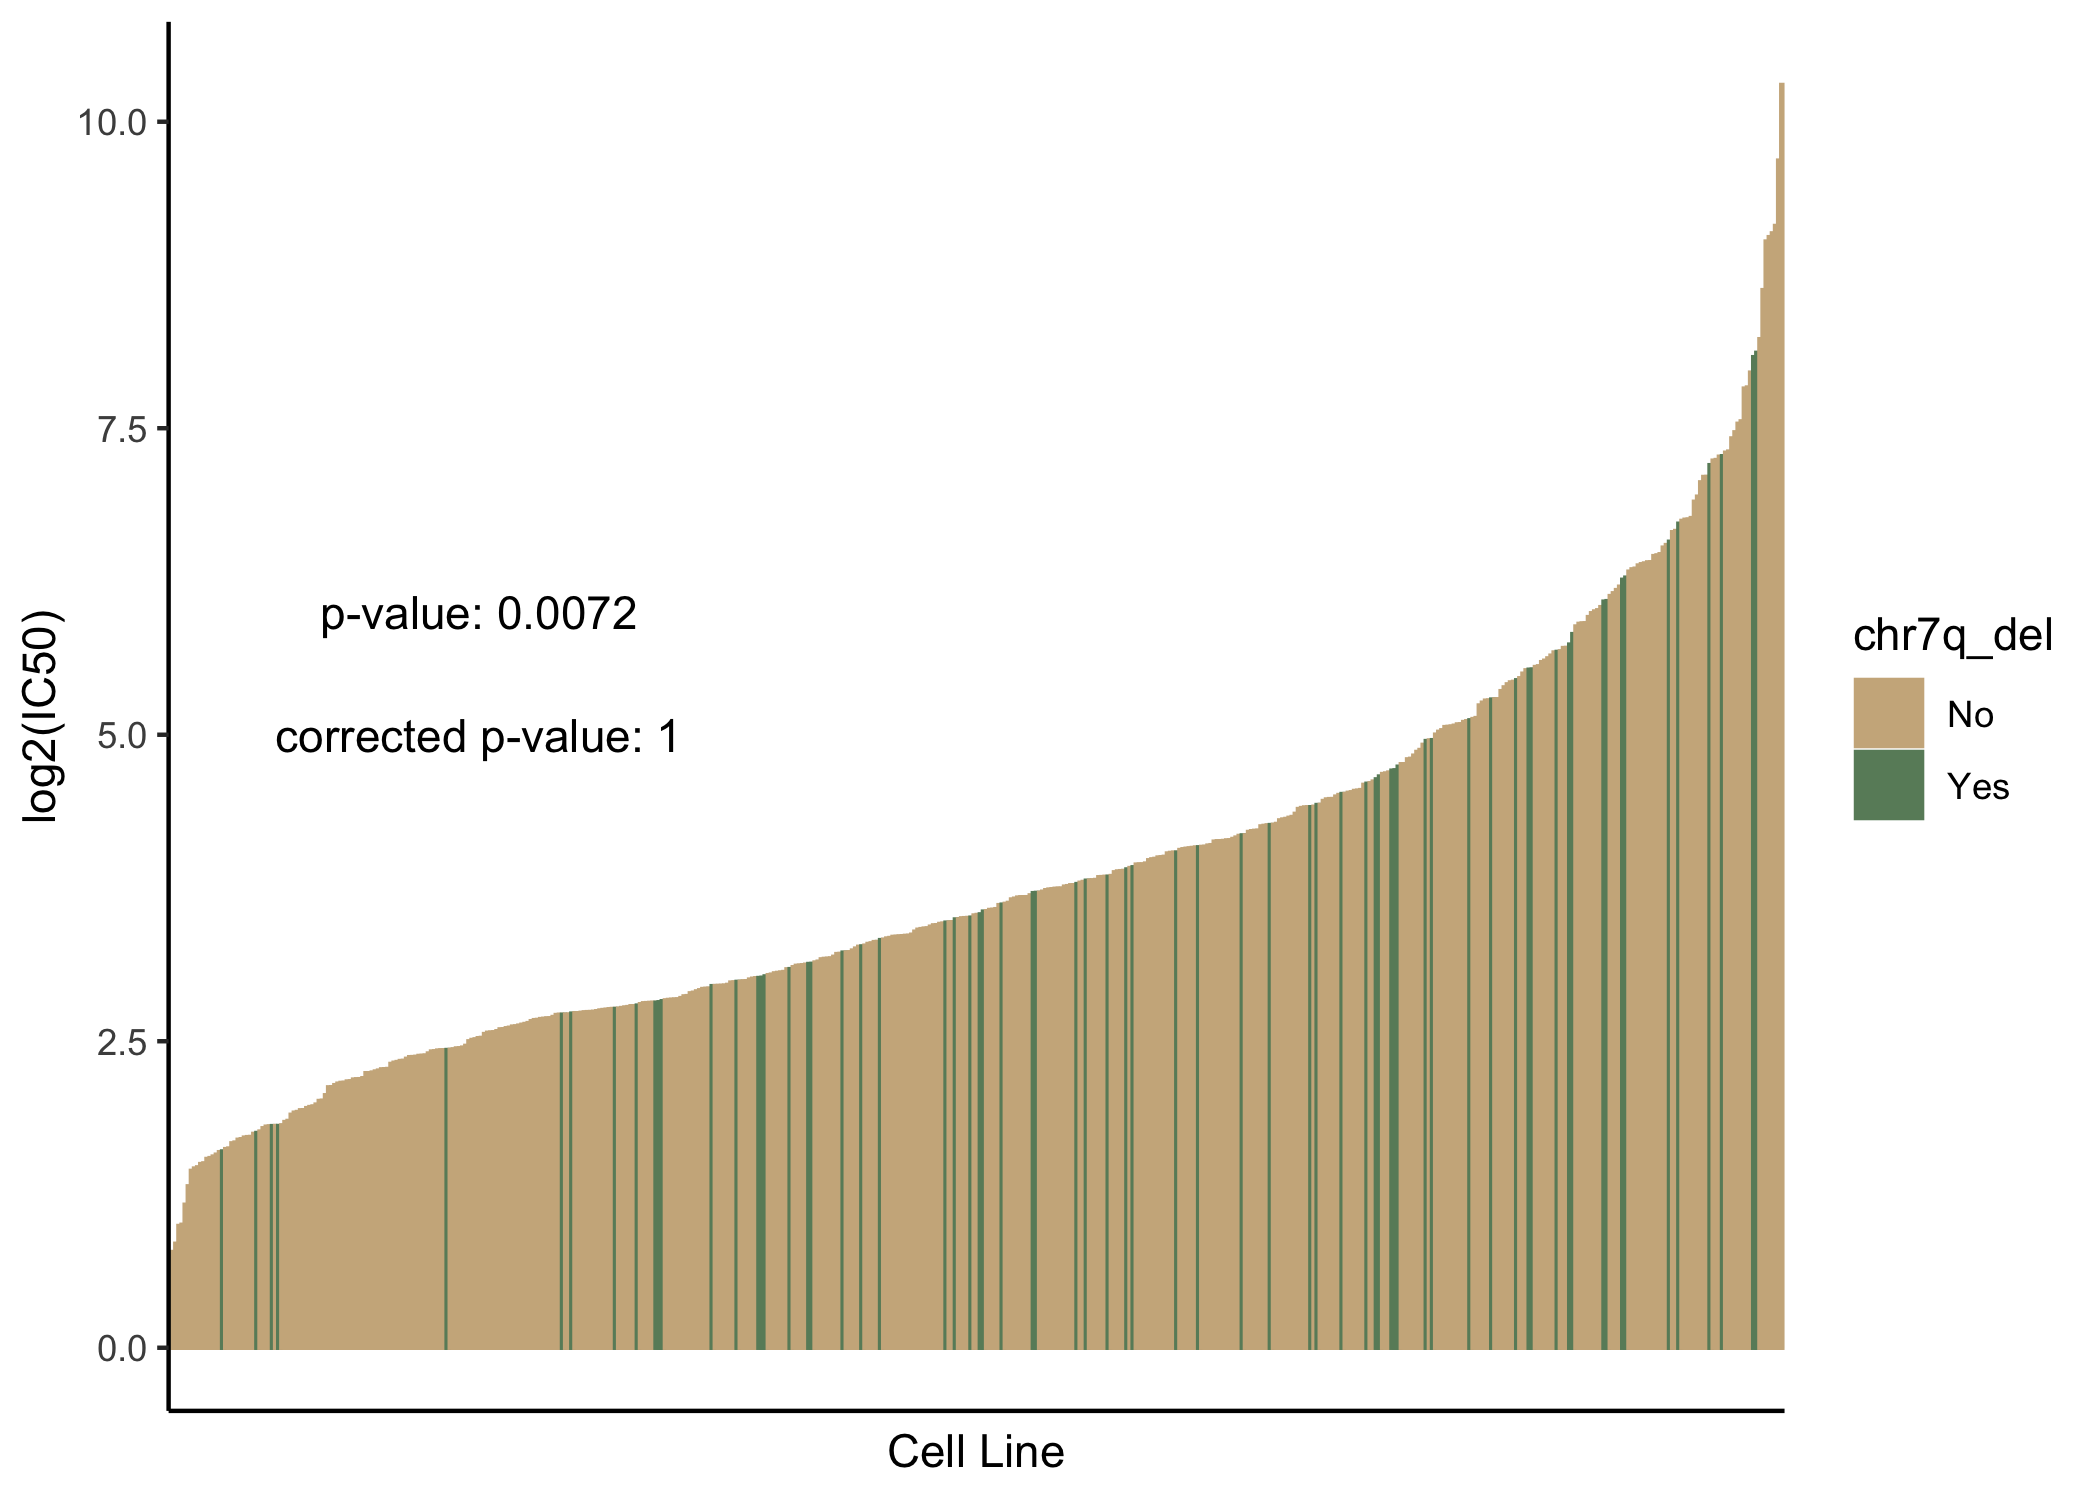 10.0
7.5
5.0
2.5
0.0
log2(IC50)
p-value: 0.0072
corrected p-value: 1
Cell Line
chr7q_del
No
Yes